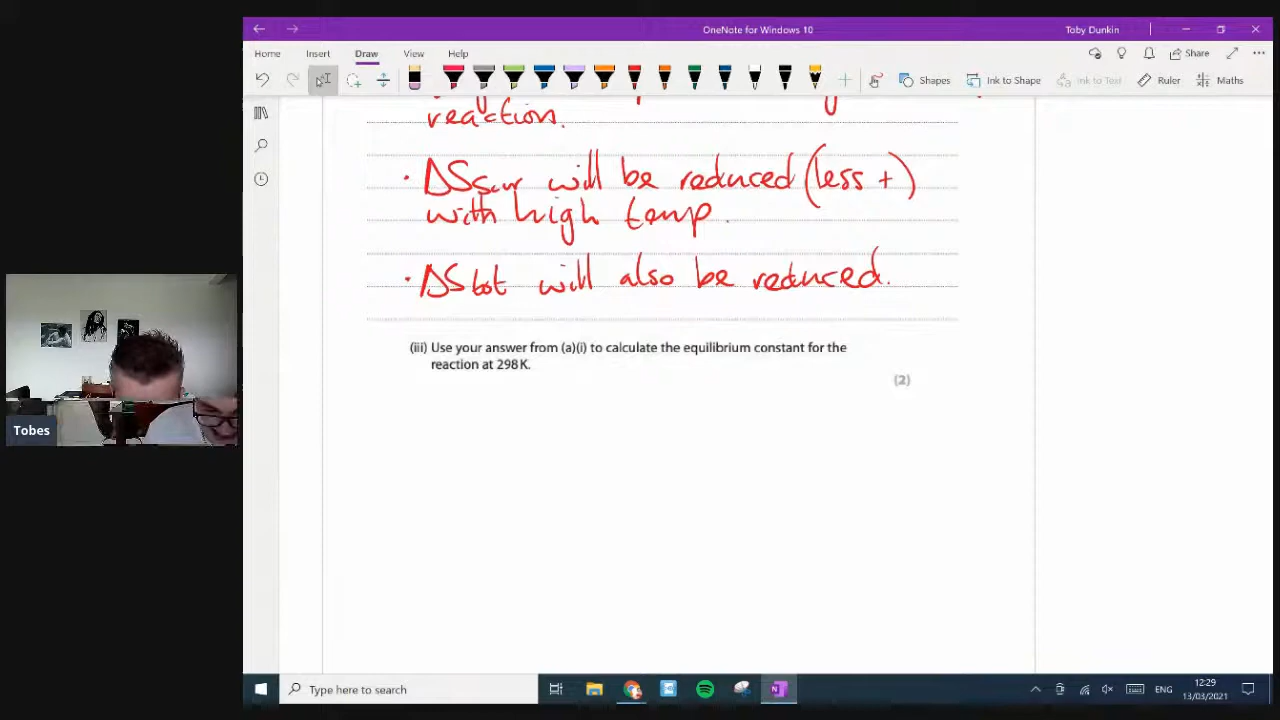 OneNote for Windows 10
Toby Dunkin
Home Insert Draw View Help
Share
Shapes
Ink to Shape
Ink to Text
Ruler
Maths
reaction.
· ΔSsur will be reduced (less +)
with high temp.
· ΔStot will also be reduced.
(iii) Use your answer from (a)(i) to calculate the equilibrium constant for the
reaction at 298K.
(2)
Tobes
Type here to search
ENG
12:29
13/03/2021